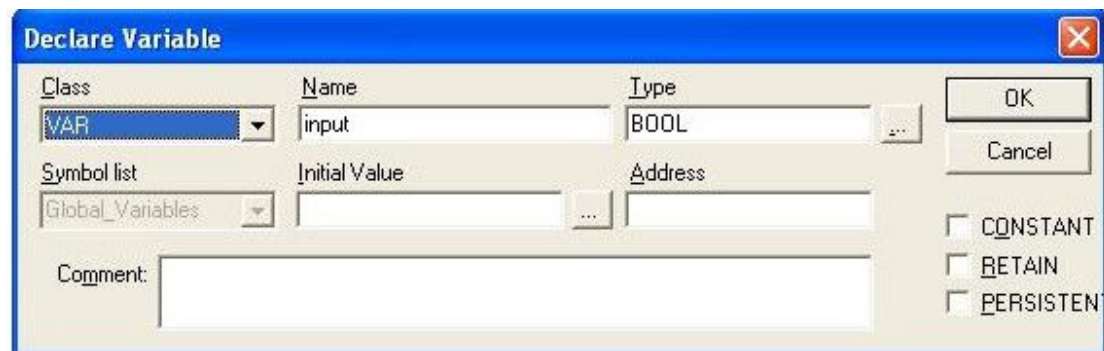 Declare Variable
Class Name Type
VAR input BOOL ... OK
Cancel
Symbol list Initial Value Address
Global_Variables ...
CONSTANT
Comment: RETAIN
PERSISTEN